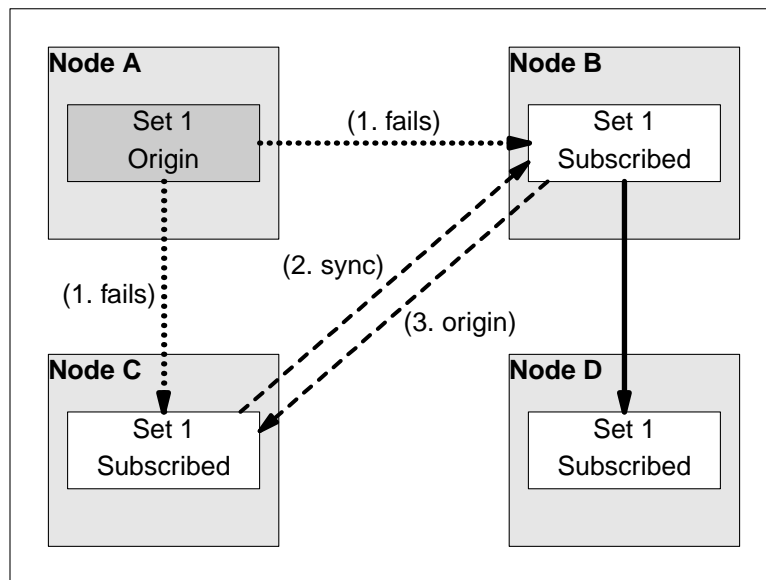 Node A
Set 1
Origin
(1. fails)
Node B
Set 1
Subscribed
(1. fails)
(2. sync)
(3. origin)
Node C
Set 1
Subscribed
Node D
Set 1
Subscribed